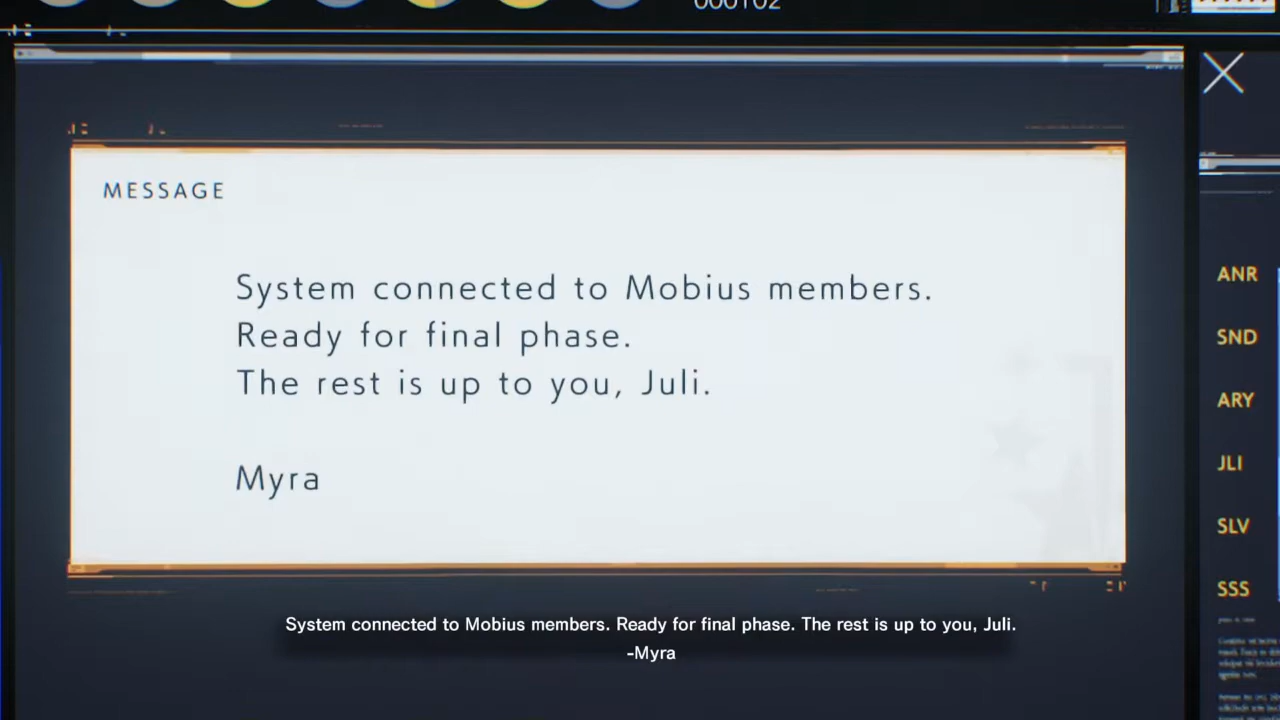 000102
MESSAGE
System connected to Mobius members.
Ready for final phase.
The rest is up to you, Juli.
Myra
ANR
SND
ARY
JLI
SLV
SSS
System connected to Mobius members. Ready for final phase. The rest is up to you, Juli.
-Myra